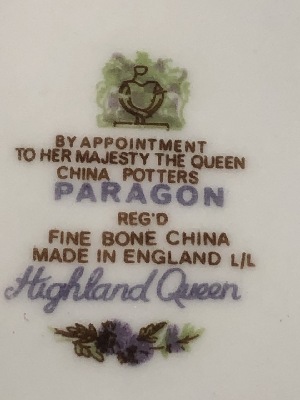 BY APPOINTMENT
TO HER MAJESTY THE QUEEN
CHINA POTTERS
PARAGON
REG'D
FINE BONE CHINA
MADE IN ENGLAND L/L
Highland Queen